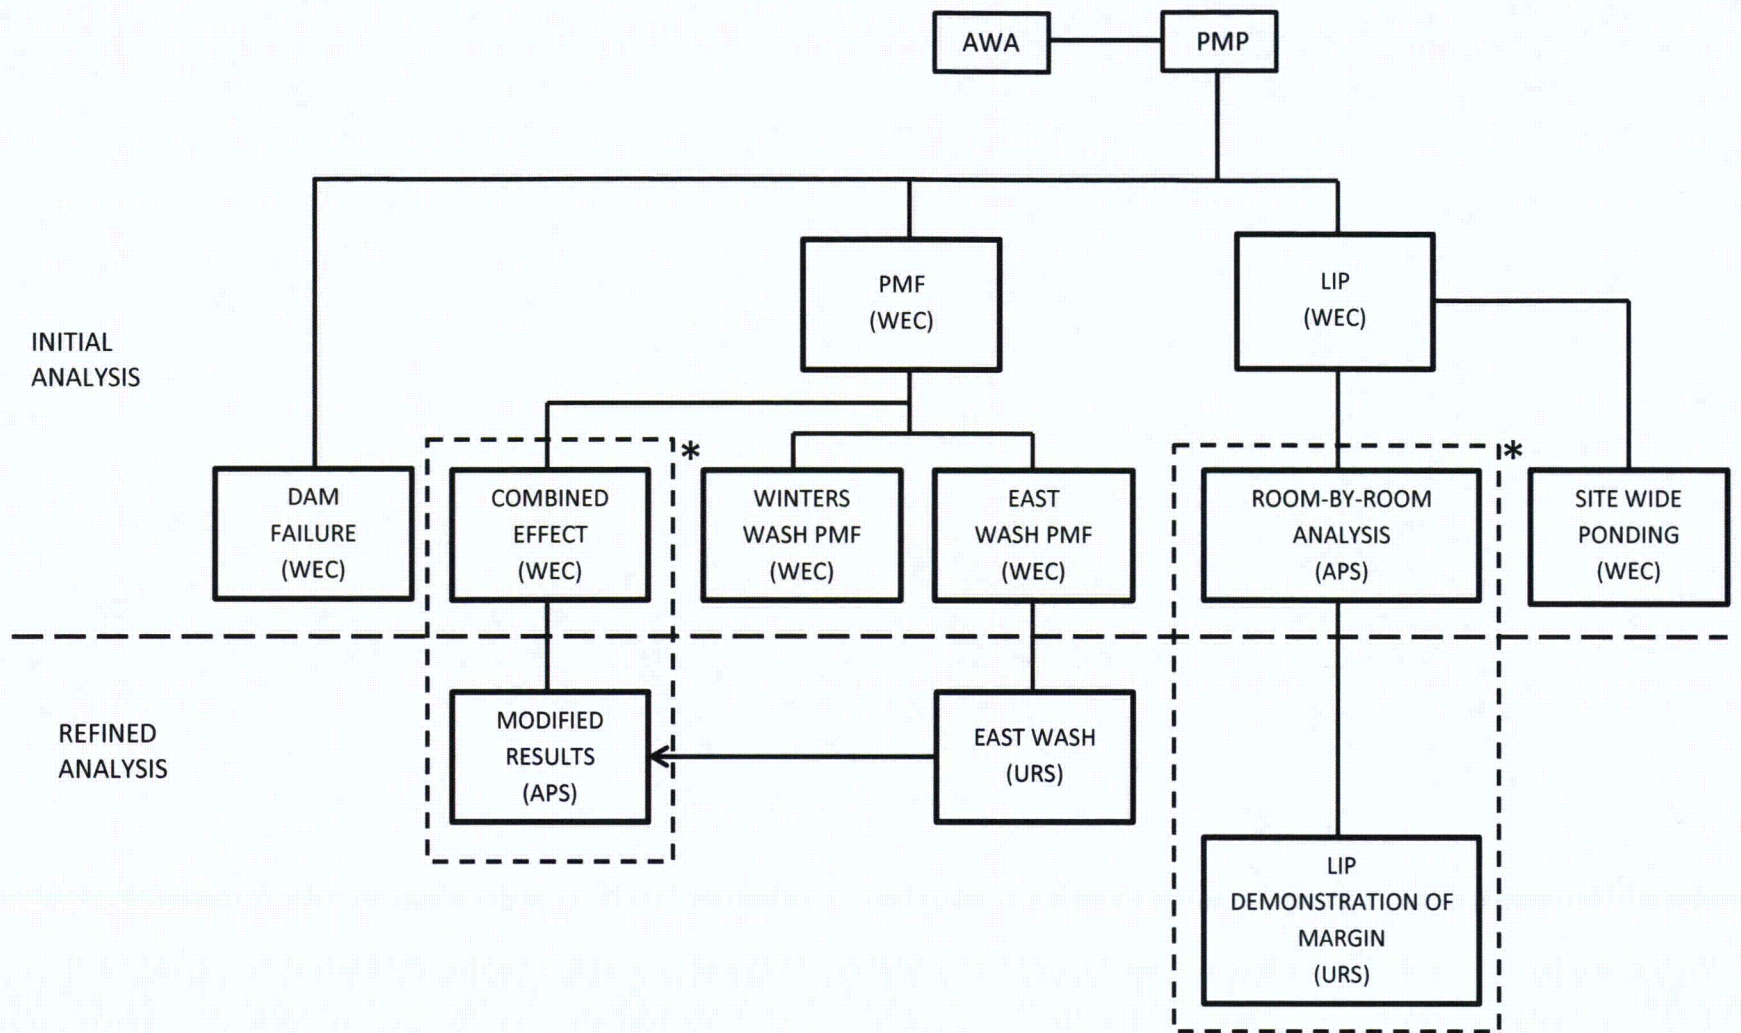 AWA
PMP
PMF
(WEC)
LIP
(WEC)
INITIAL
ANALYSIS
*
*
DAM
FAILURE
(WEC)
COMBINED
EFFECT
(WEC)
WINTERS
WASH PMF
(WEC)
EAST
WASH PMF
(WEC)
ROOM-BY-ROOM
ANALYSIS
(APS)
SITE WIDE
PONDING
(WEC)
REFINED
ANALYSIS
MODIFIED
RESULTS
(APS)
EAST WASH
(URS)
LIP
DEMONSTRATION OF
MARGIN
(URS)